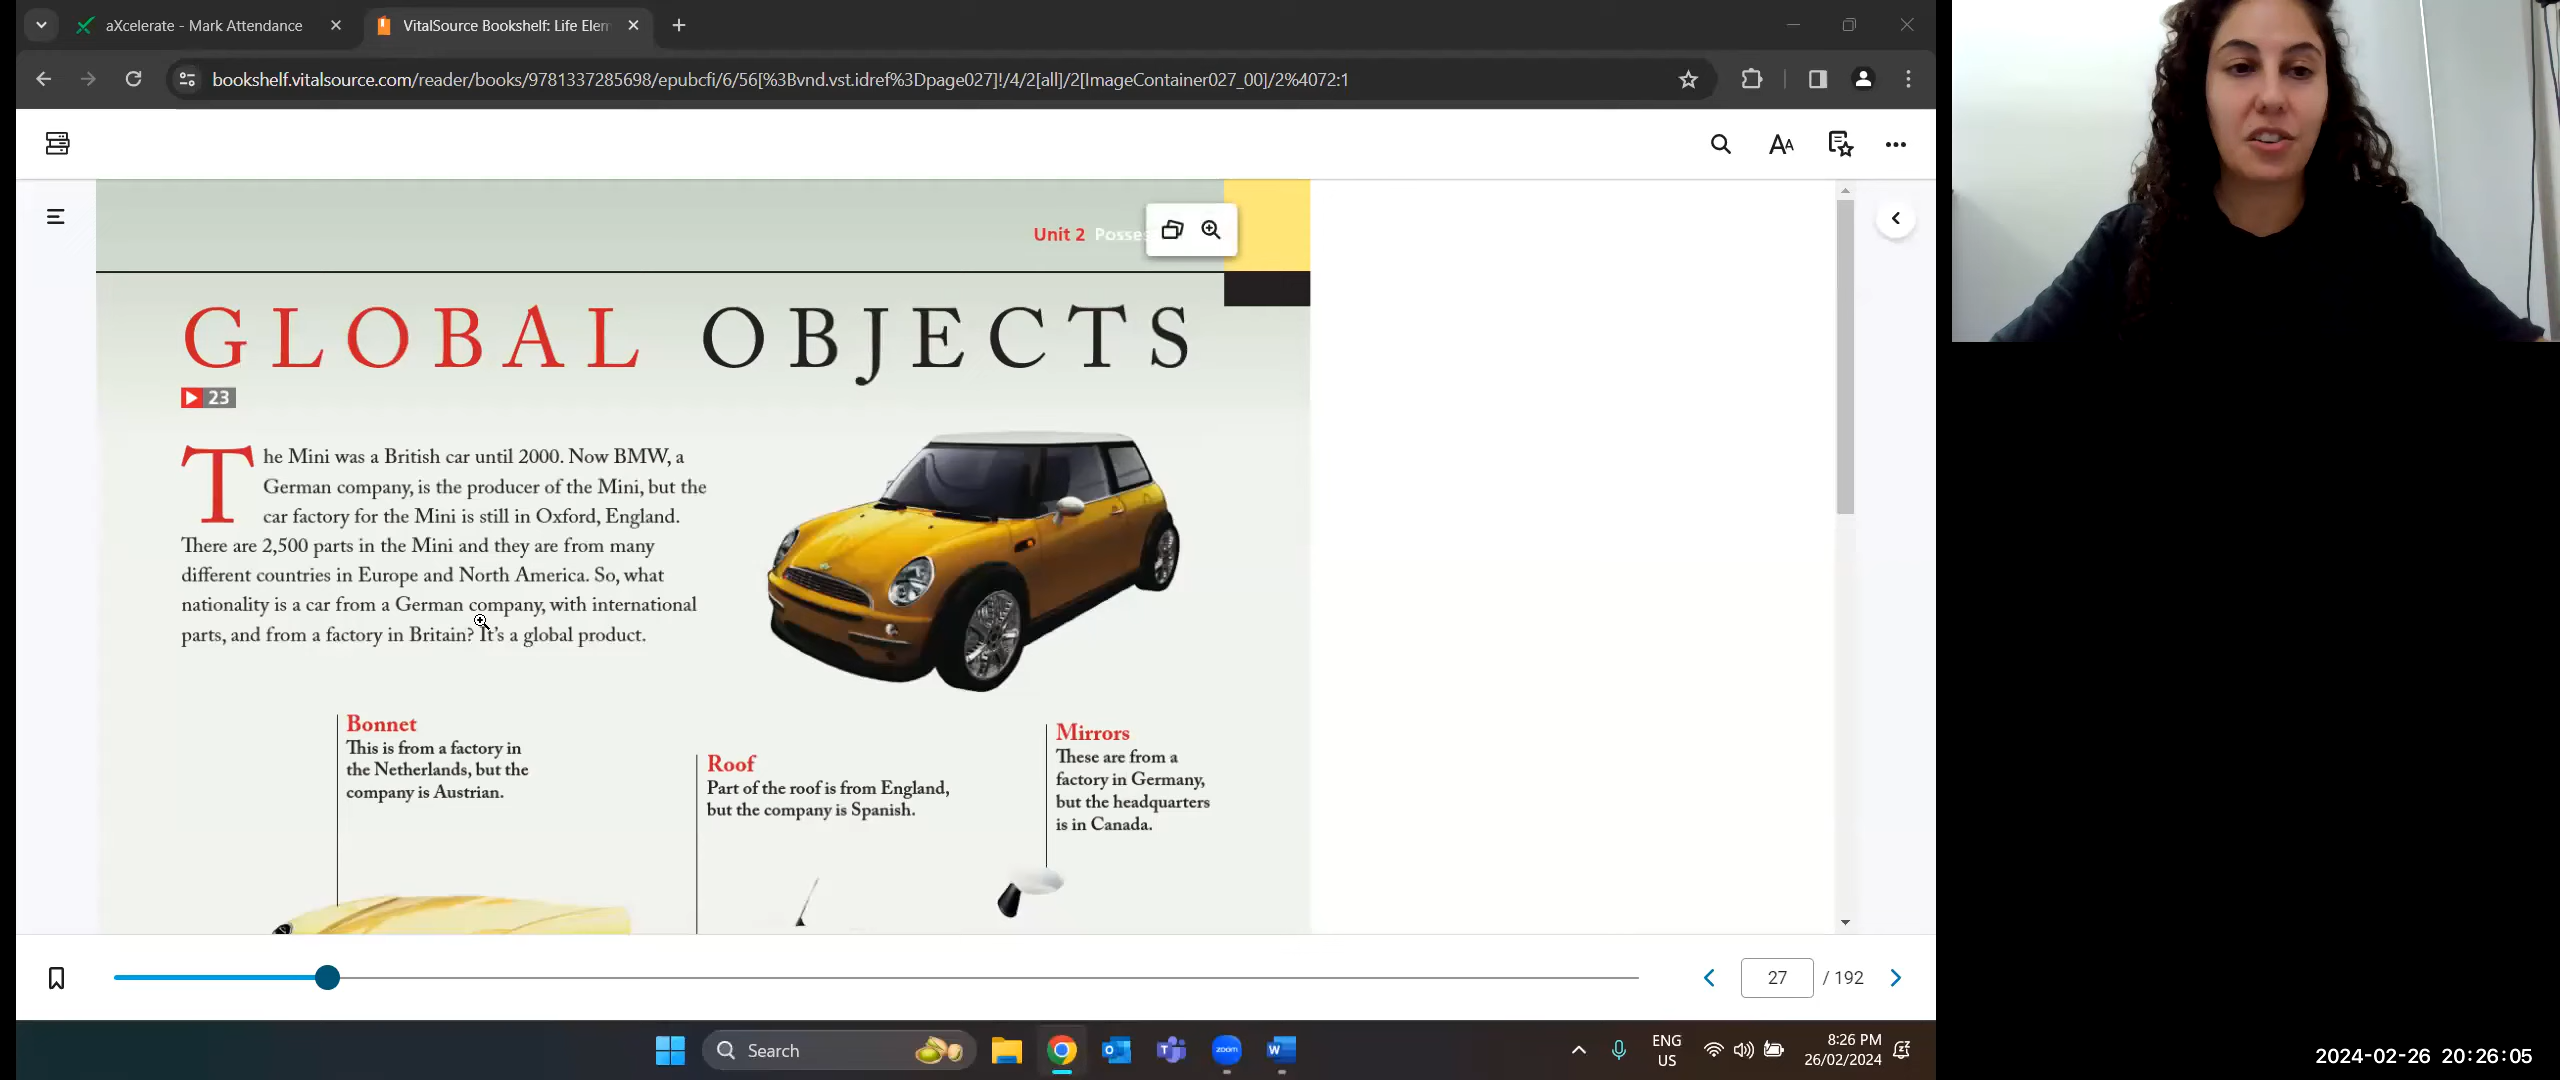 aXcelerate - Mark Attendance
VitalSource Bookshelf: Life Elem
bookshelf.vitalsource.com/reader/books/9781337285698/epubcfi/6/56[%3Bvnd.vst.idref%3Dpage027]!/4/2[all]/2[ImageContainer027_00]/2%4072:1
AA
Unit 2 Posses
GLOBAL OBJECTS
23
The Mini was a British car until 2000. Now BMW, a
German company, is the producer of the Mini, but the
car factory for the Mini is still in Oxford, England.
There are 2,500 parts in the Mini and they are from many
different countries in Europe and North America. So, what
nationality is a car from a German company, with international
parts, and from a factory in Britain? It's a global product.
Bonnet
This is from a factory in
the Netherlands, but the
company is Austrian.
Roof
Part of the roof is from England,
but the company is Spanish.
Mirrors
These are from a
factory in Germany,
but the headquarters
is in Canada.
27 / 192
Search
zoom
ENG
US
8:26 PM
26/02/2024
2024-02-26 20:26:05